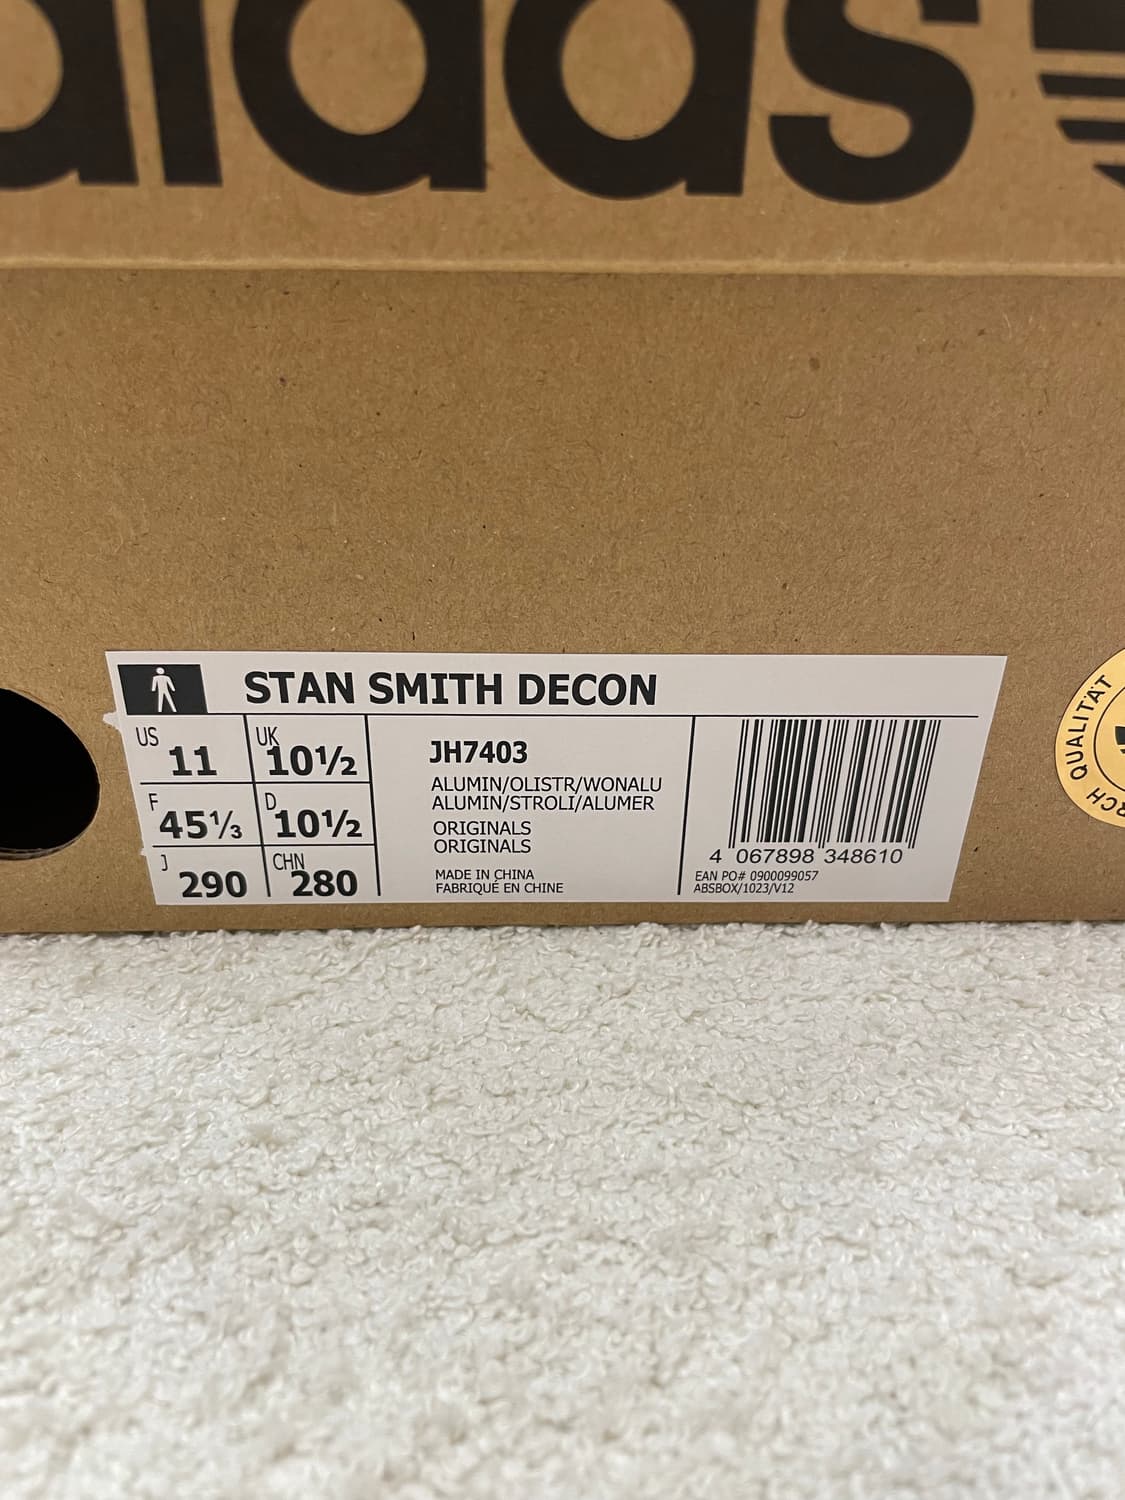 adidas
STAN SMITH DECON
US 11 UK 10½
F 45⅓ D 10½
J 290 CHN 280
JH7403
ALUMIN/OLISTR/WONALU
ALUMIN/STROLI/ALUMER
ORIGINALS
ORIGINALS
MADE IN CHINA
FABRIQUÉ EN CHINE
4 067898 348610
EAN PO# 0900099057
ABSBOX/1023/V12
RCH QUALITÄT